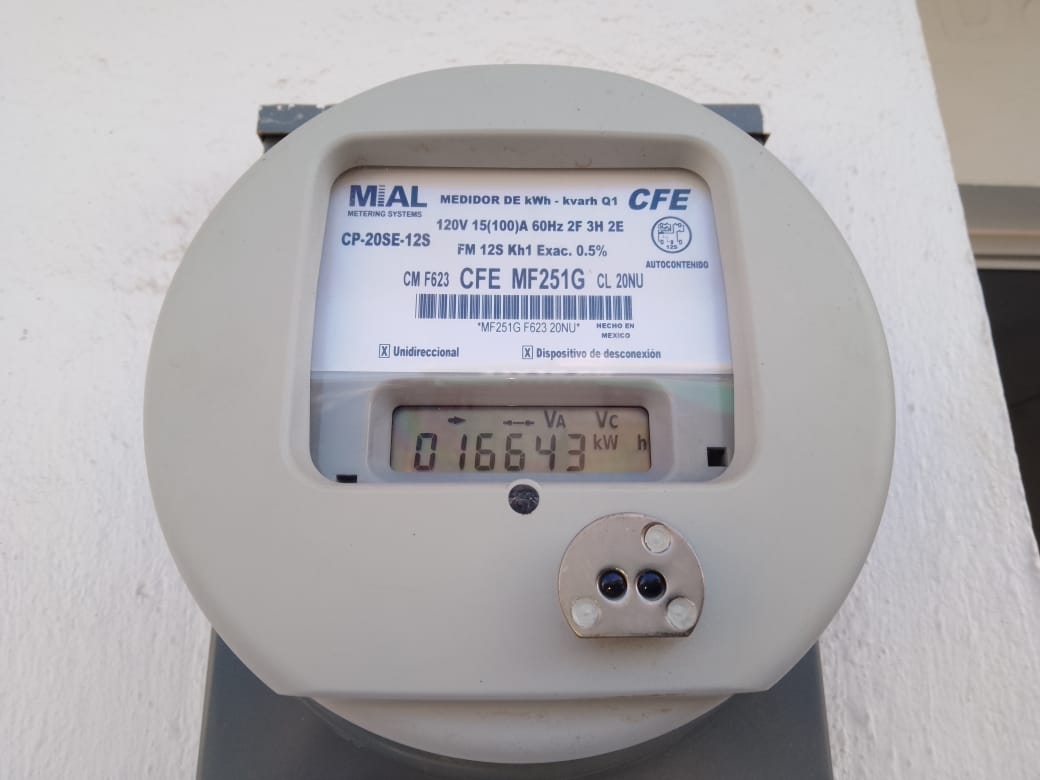 MIAL MEDIDOR DE kWh - kvarh Q1 CFE
METERING SYSTEMS
120V 15(100)A 60Hz 2F 3H 2E
CP-20SE-12S
FM 12S Kh1 Exac. 0.5%
12S
AUTOCONTENIDO
CM F623 CFE MF251G CL 20NU
*MF251G F623 20NU* HECHO EN
MEXICO
X Unidireccional X Dispositivo de desconexión
VA VC
016643 kW h